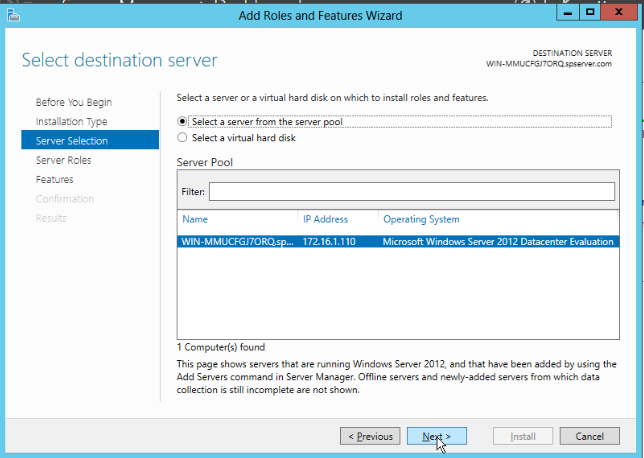 Add Roles and Features Wizard
Select destination server
DESTINATION SERVER
WIN-MMUCFGJ7ORQ.spserver.com
Before You Begin
Installation Type
Server Selection
Server Roles
Features
Confirmation
Results
Select a server or a virtual hard disk on which to install roles and features.
Select a server from the server pool
Select a virtual hard disk
Server Pool
Filter:
Name IP Address Operating System
WIN-MMUCFGJ7ORQ.sp... 172.16.1.110 Microsoft Windows Server 2012 Datacenter Evaluation
1 Computer(s) found
This page shows servers that are running Windows Server 2012, and that have been added by using the
Add Servers command in Server Manager. Offline servers and newly-added servers from which data
collection is still incomplete are not shown.
< Previous Next > Install Cancel